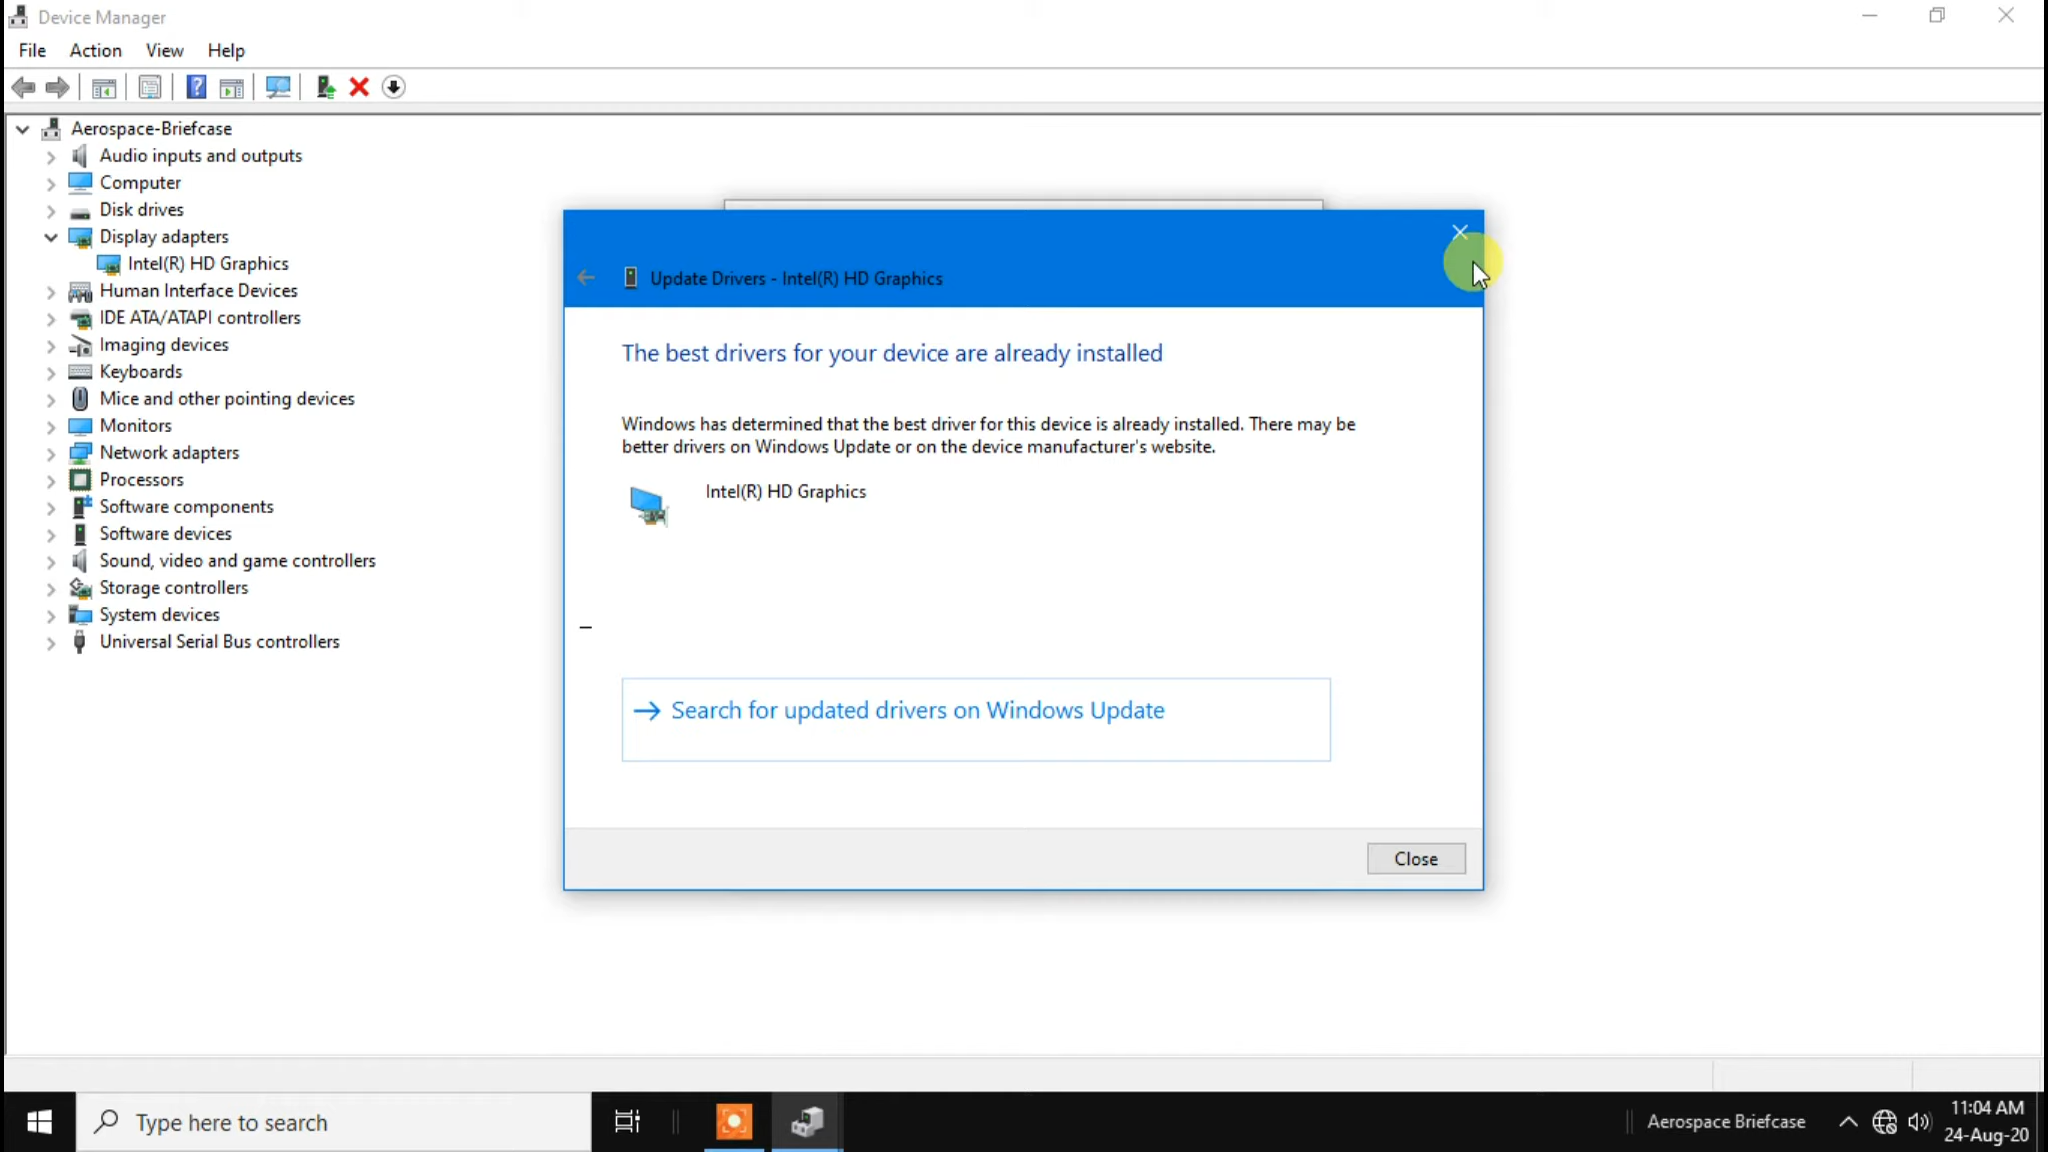 Device Manager
File Action View Help
Aerospace-Briefcase
Audio inputs and outputs
Computer
Disk drives
Display adapters
Intel(R) HD Graphics
Human Interface Devices
IDE ATA/ATAPI controllers
Imaging devices
Keyboards
Mice and other pointing devices
Monitors
Network adapters
Processors
Software components
Software devices
Sound, video and game controllers
Storage controllers
System devices
Universal Serial Bus controllers
Update Drivers - Intel(R) HD Graphics
The best drivers for your device are already installed
Windows has determined that the best driver for this device is already installed. There may be
better drivers on Windows Update or on the device manufacturer's website.
Intel(R) HD Graphics
Search for updated drivers on Windows Update
Close
Type here to search
Aerospace Briefcase
11:04 AM
24-Aug-20